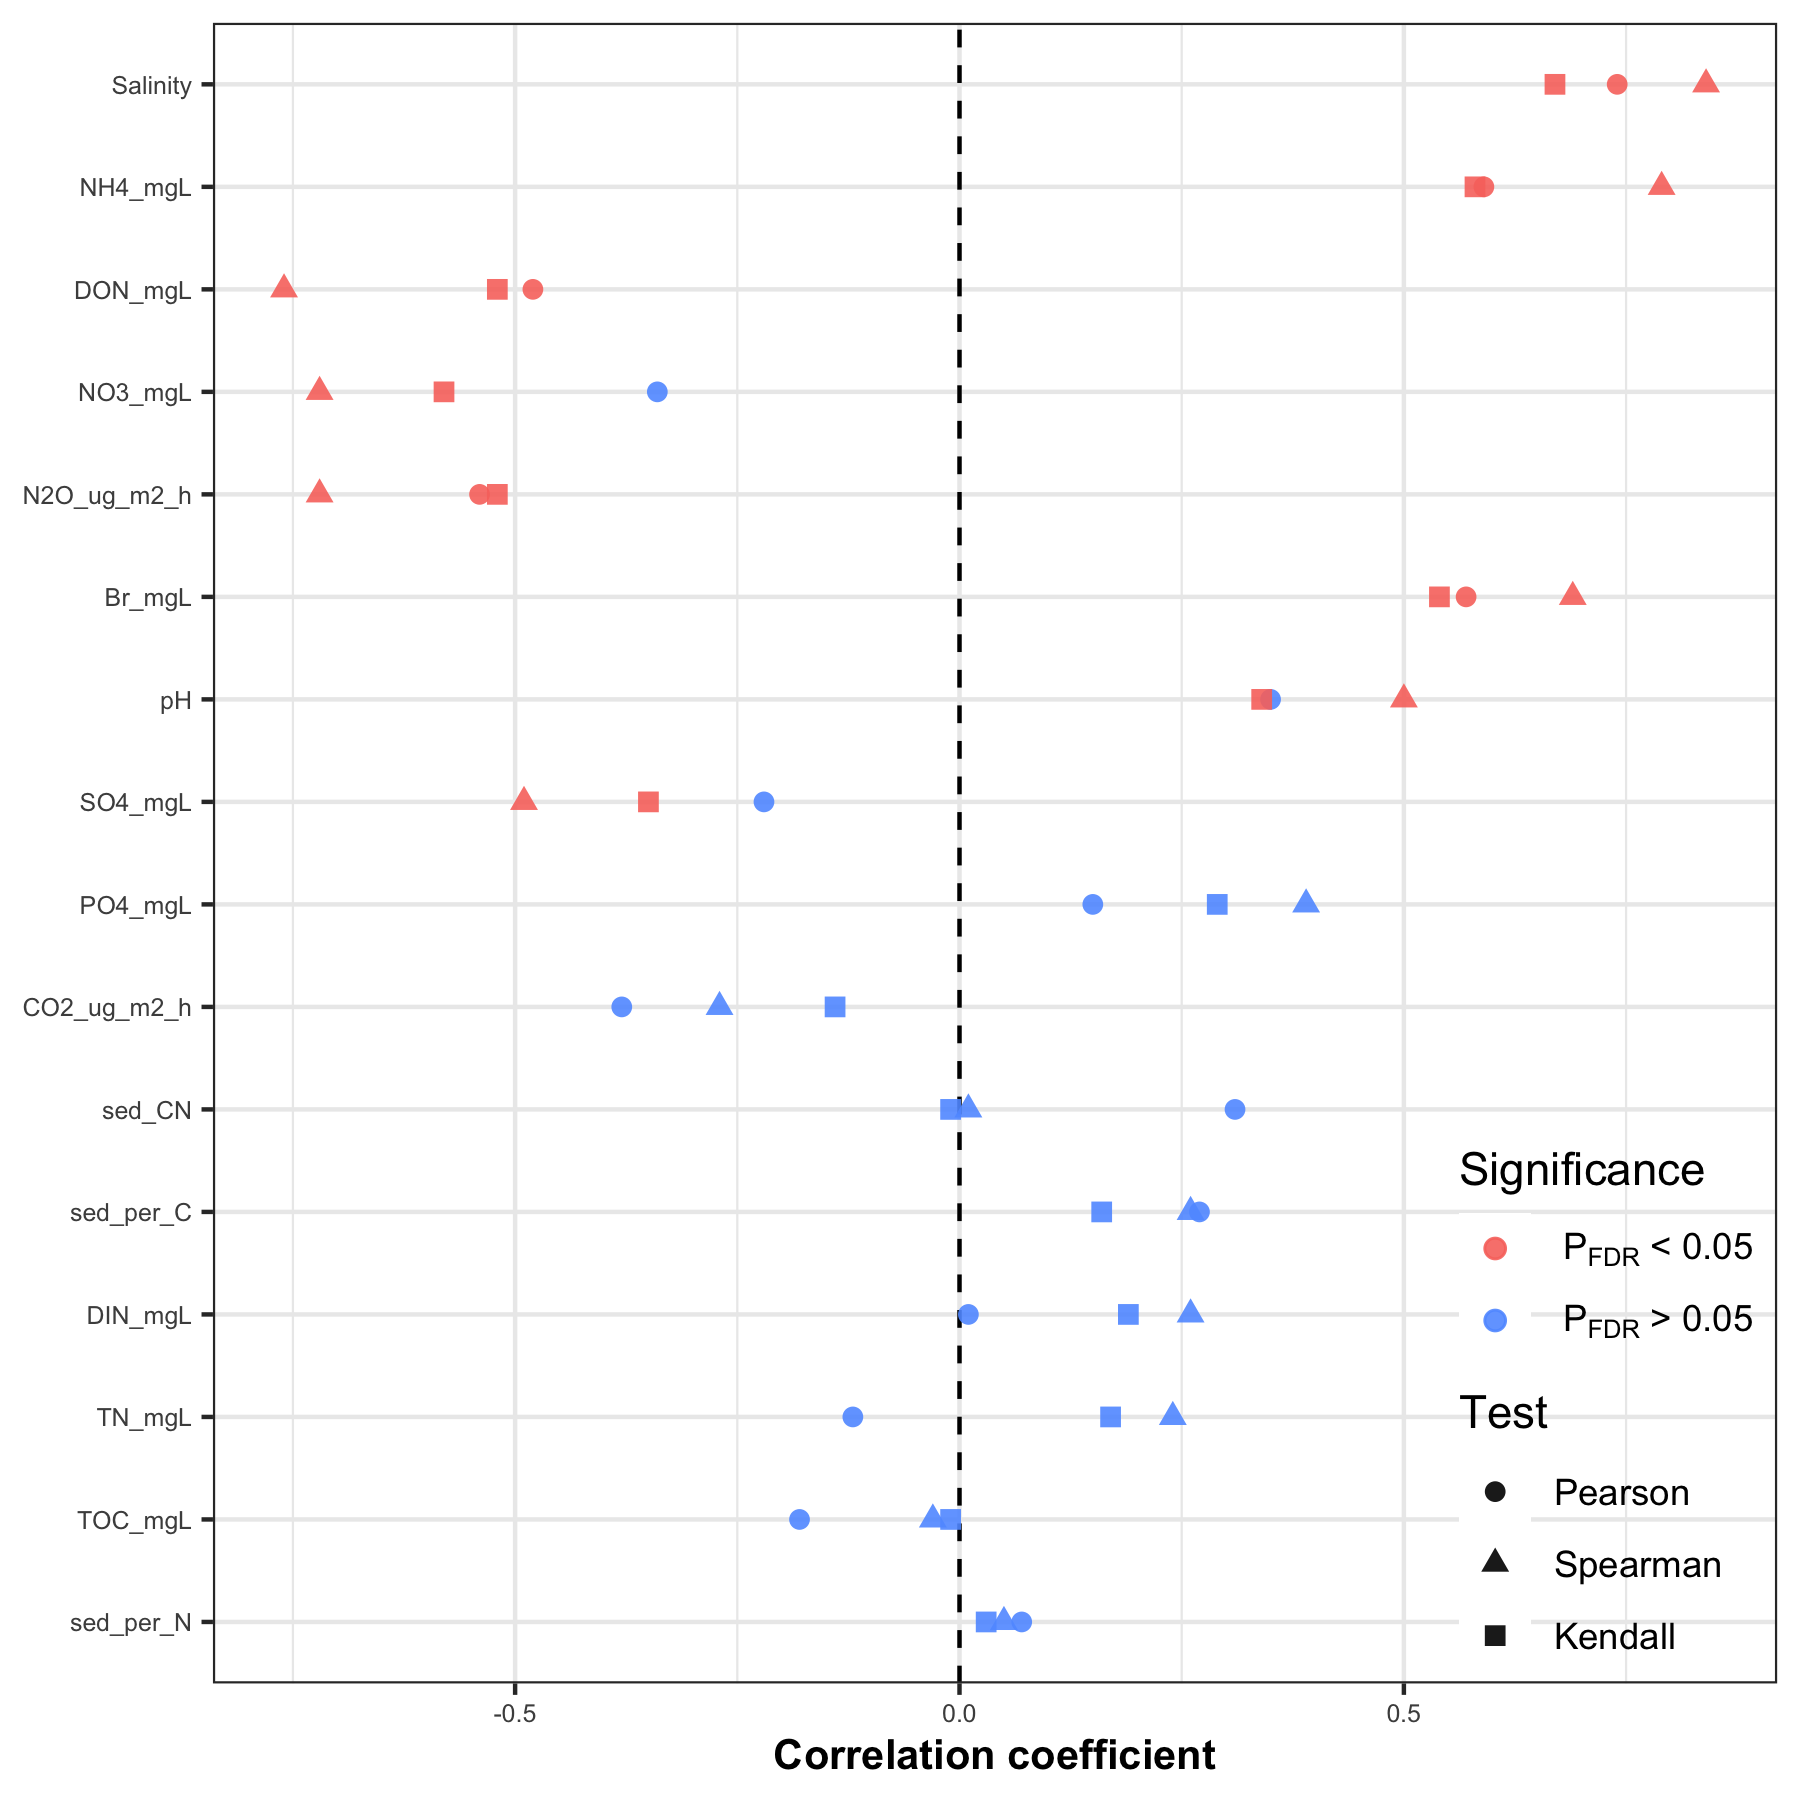 Salinity
NH4_mgL
DON_mgL
NO3_mgL
N2O_ug_m2_h
Br_mgL
pH
SO4_mgL
PO4_mgL
CO2_ug_m2_h
sed_CN
sed_per_C
DIN_mgL
TN_mgL
TOC_mgL
sed_per_N
Significance
PFDR < 0.05
PFDR > 0.05
Test
Pearson
Spearman
Kendall
-0.5 0.0 0.5
Correlation coefficient